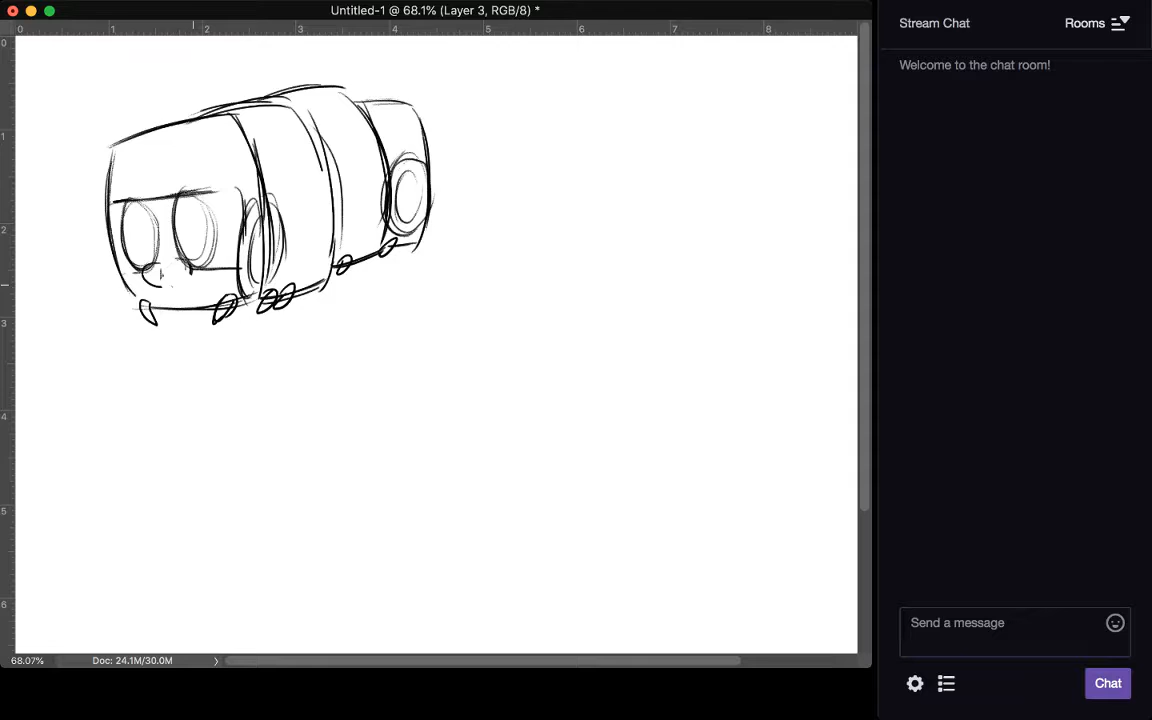 Untitled-1 @ 68.1% (Layer 3, RGB/8) *
Stream Chat
Rooms
0 1 2 3 4 5 6 7 8
Welcome to the chat room!
0
1
2
3
4
5
6
Send a message
68.07%
Doc: 24.1M/30.0M
Chat